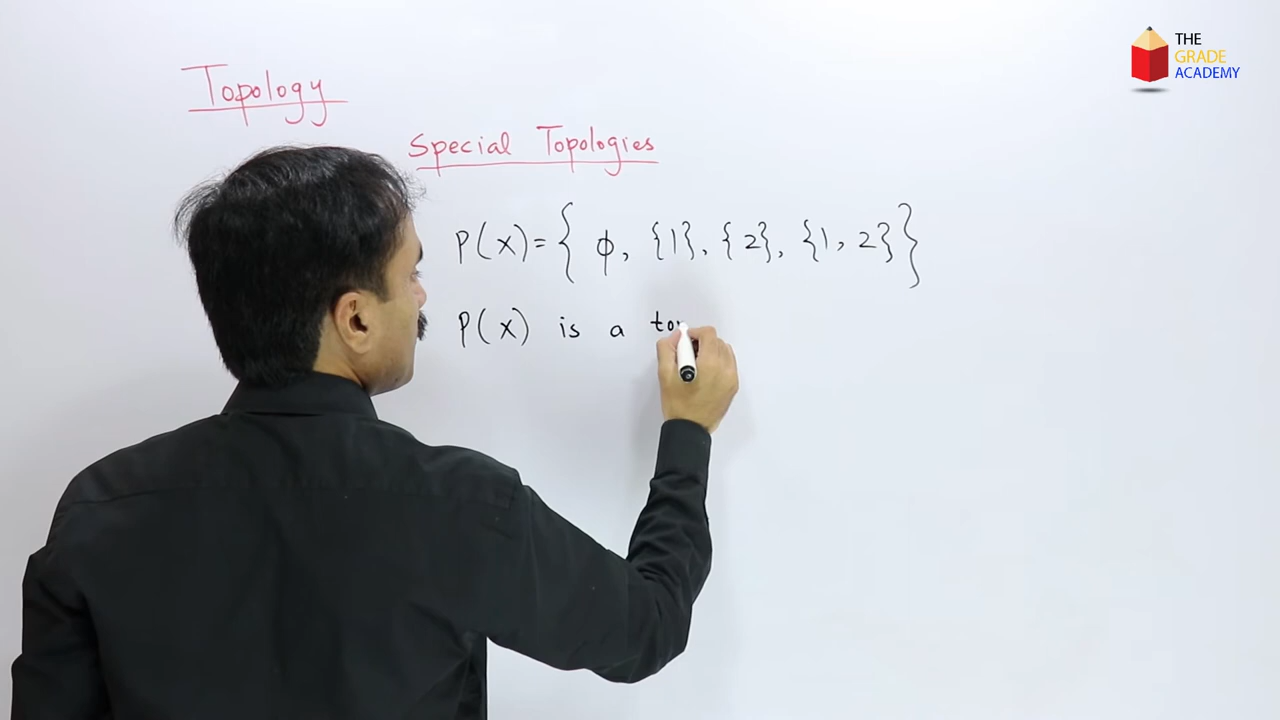 THE
GRADE
ACADEMY
Topology
Special Topologies
P(X)={ ϕ, {1}, {2}, {1, 2}}
P(X) is a